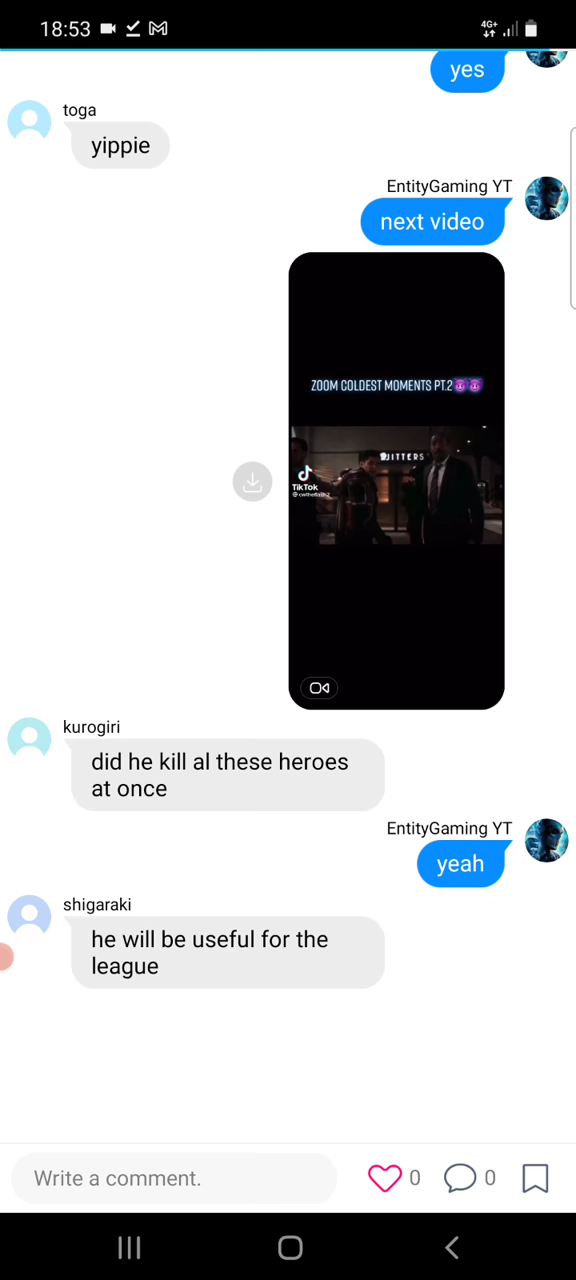 18:53
4G+
yes
toga
yippie
EntityGaming YT
next video
ZOOM COLDEST MOMENTS PT.2😈😈
JITTERS
TikTok
kurogiri
did he kill al these heroes
at once
EntityGaming YT
yeah
shigaraki
he will be useful for the
league
Write a comment.
0
0